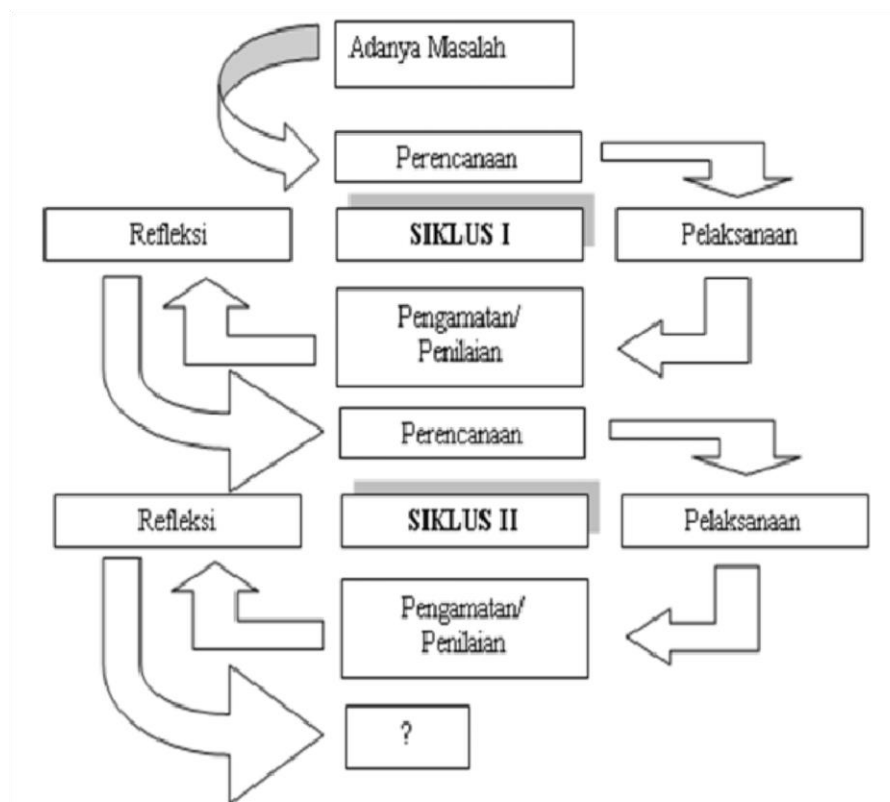 Adanya Masalah
Perencanaan
Refleksi
SIKLUS I
Pelaksanaan
Pengamatan/
Penilaian
Perencanaan
Refleksi
SIKLUS II
Pelaksanaan
Pengamatan/
Penilaian
?